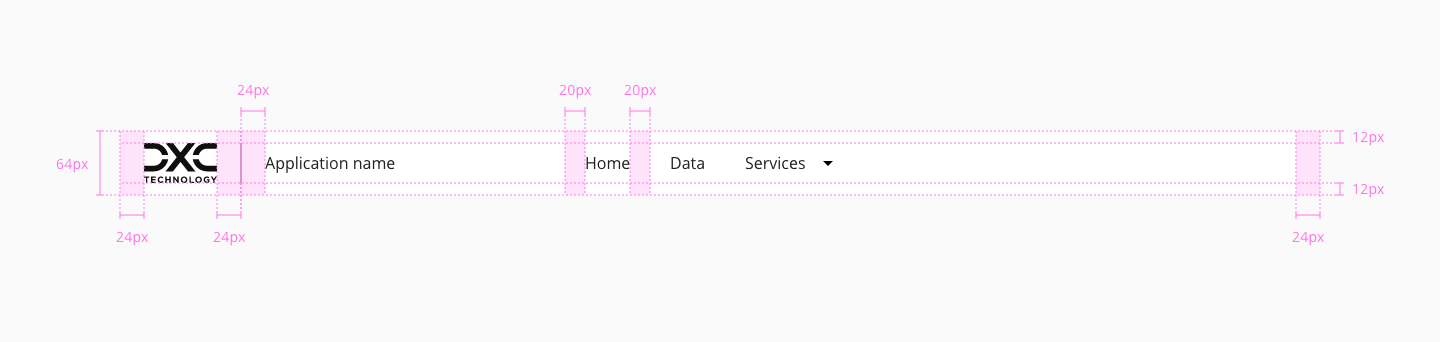 24px 20px 20px
12px
64px DXC Application name Home Data Services
TECHNOLOGY
12px
24px 24px 24px